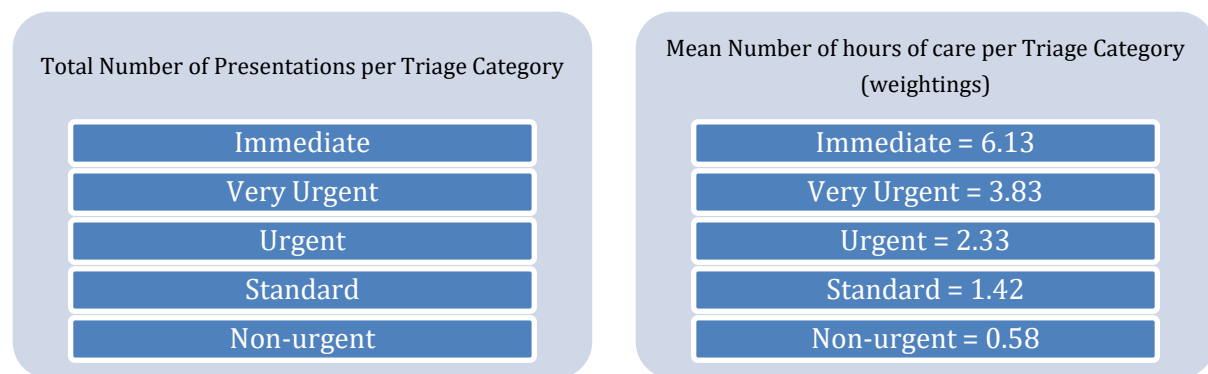 Total Number of Presentations per Triage Category
Immediate
Very Urgent
Urgent
Standard
Non-urgent
Mean Number of hours of care per Triage Category
(weightings)
Immediate = 6.13
Very Urgent = 3.83
Urgent = 2.33
Standard = 1.42
Non-urgent = 0.58